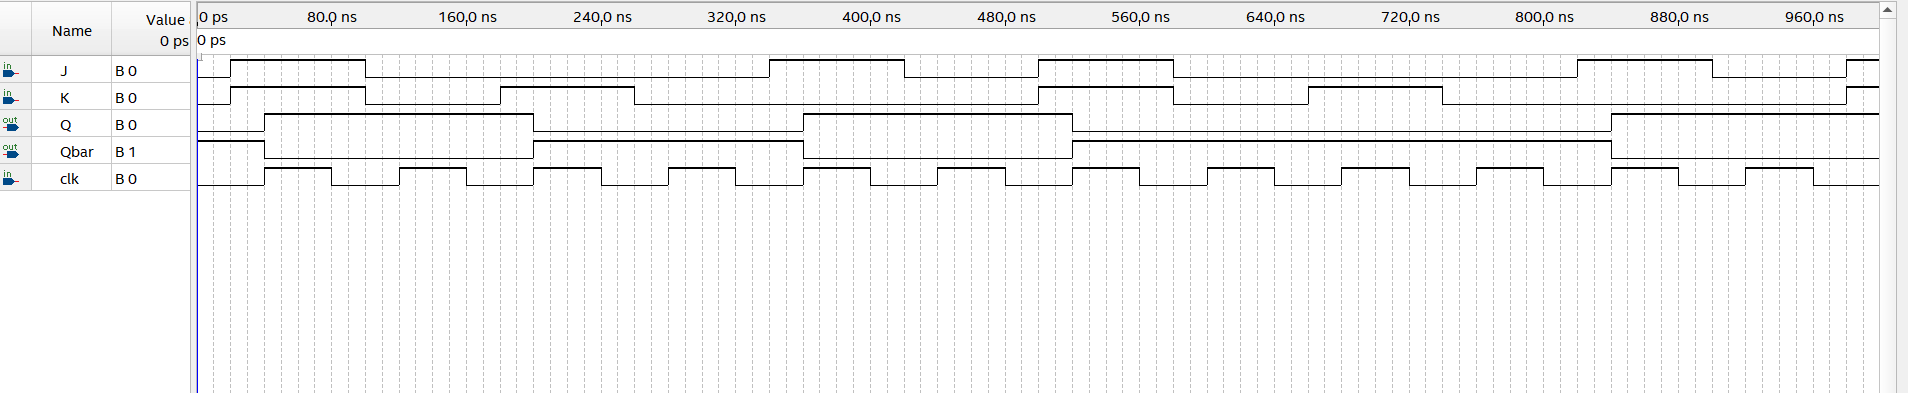 Name
Value
0 ps
0 ps 80,0 ns 160,0 ns 240,0 ns 320,0 ns 400,0 ns 480,0 ns 560,0 ns 640,0 ns 720,0 ns 800,0 ns 880,0 ns 960,0 ns
0 ps
in J B 0
in K B 0
out Q B 0
out Qbar B 1
in clk B 0